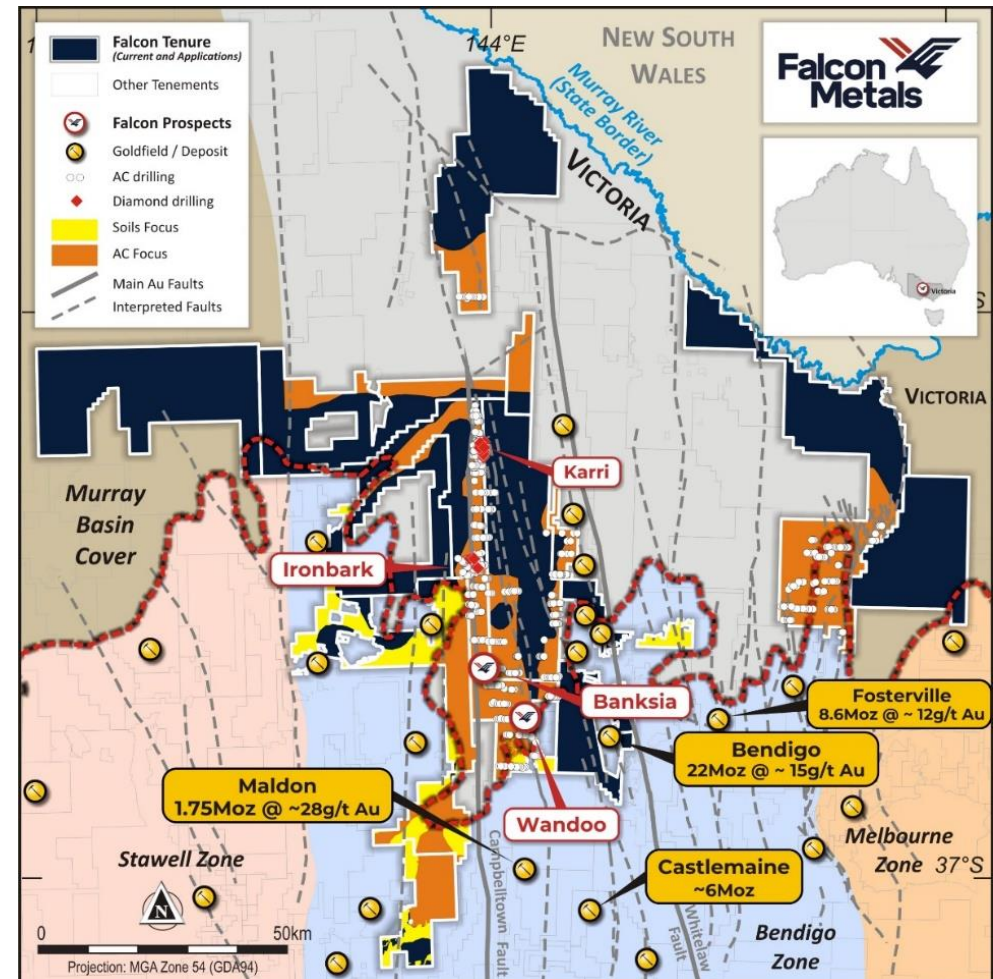 Falcon Tenure
(Current and Applications)
Other Tenements
Falcon Prospects
Goldfield / Deposit
AC drilling
Diamond drilling
Soils Focus
AC Focus
Main Au Faults
Interpreted Faults
144°E
NEW SOUTH
WALES
Murray River
(State Border)
VICTORIA
Falcon
Metals
Victoria
S
VICTORIA
Karri
Murray
Basin
Cover
Ironbark
Banksia
Fosterville
8.6Moz @ ~ 12g/t Au
Bendigo
22Moz @ ~ 15g/t Au
Maldon
1.75Moz @ ~28g/t Au
Wandoo
Melbourne
Zone
37°S
Stawell Zone
Castlemaine
~6Moz
Campbelltown Fault
Whitelaw
Fault
Bendigo
Zone
N
0
50km
Projection: MGA Zone 54 (GDA94)